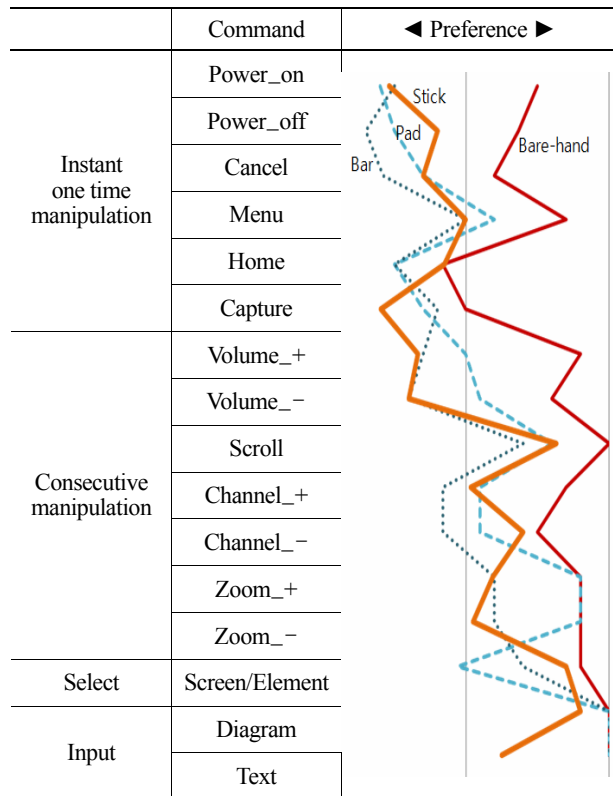 Command ◄ Preference ►
Power_on
Power_off
Cancel
Menu
Home
Capture
Instant
one time
manipulation
Volume_+
Volume_−
Scroll
Channel_+
Channel_−
Zoom_+
Zoom_−
Consecutive
manipulation
Select Screen/Element
Input
Diagram
Text
Stick
Pad
Bar
Bare-hand